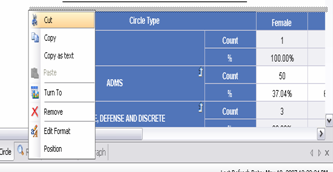 Cut
Copy
Copy as text
Paste
Turn To
Remove
Edit Format
Position
Circle Type
Female
Count
1
%
100.00%
ADMS
Count
50
%
37.04%
E, DEFENSE AND DISCRETE
Count
3
Circle
aph